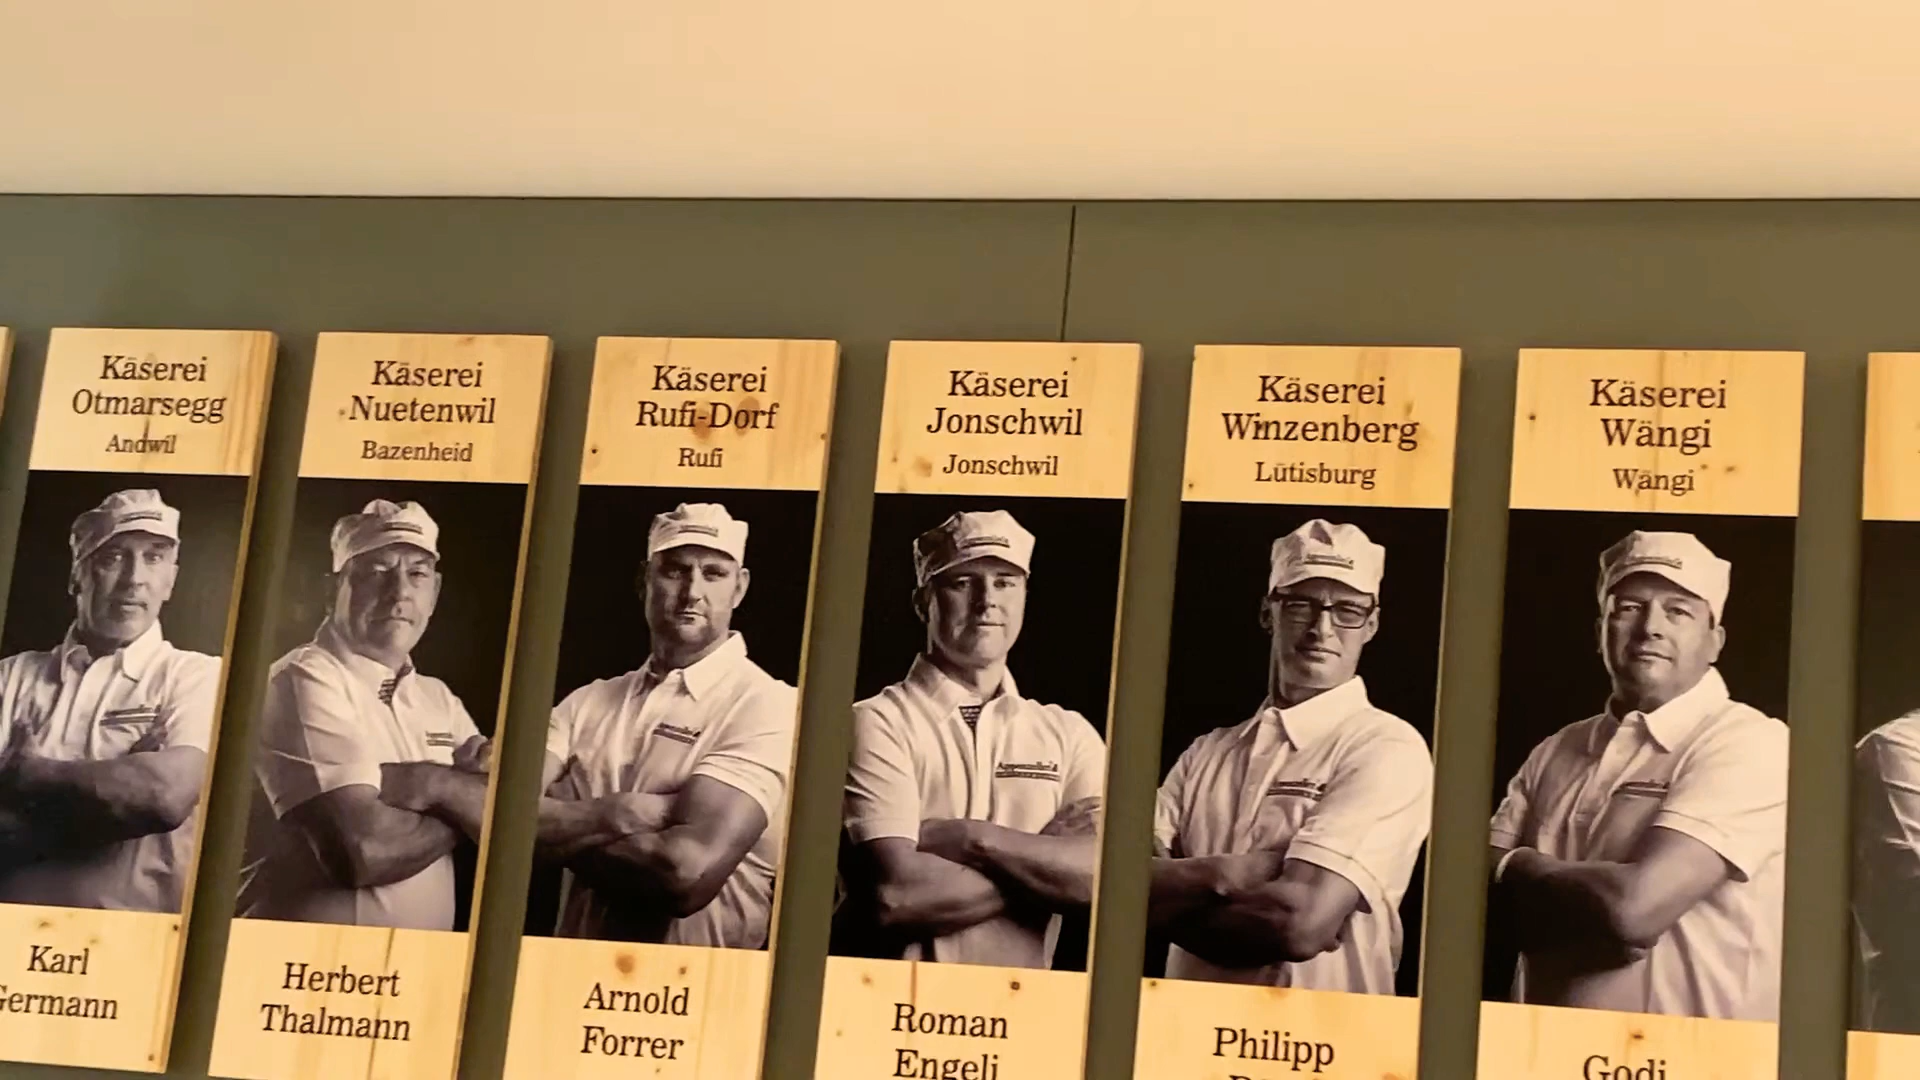 Käserei
Otmarsegg
Andwil
Karl
Germann
Käserei
Nuetenwil
Bazenheid
Herbert
Thalmann
Käserei
Rufi-Dorf
Rufi
Arnold
Forrer
Käserei
Jonschwil
Jonschwil
Appenzeller
Roman
Engeli
Käserei
Winzenberg
Lütisburg
Philipp
Käserei
Wängi
Wängi
Godi